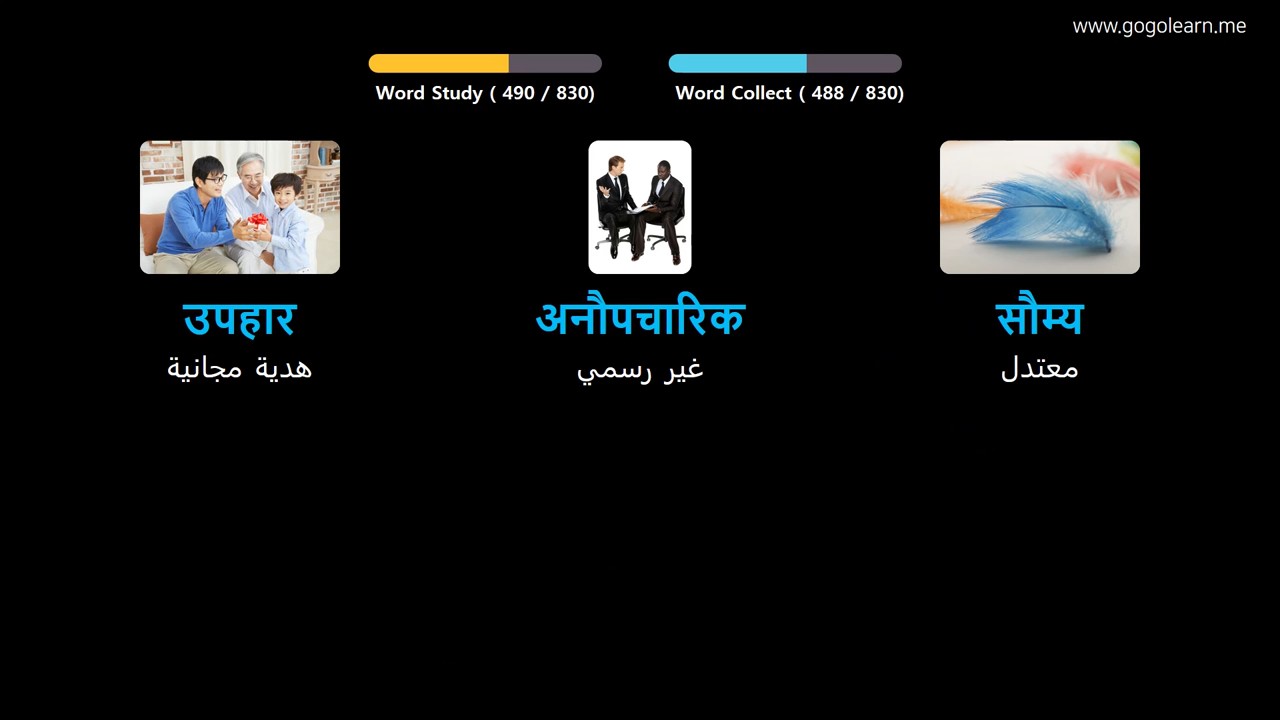 www.gogolearn.me
Word Study ( 490 / 830)
Word Collect ( 488 / 830)
उपहार
هدية مجانية
अनौपचारिक
غير رسمي
सौम्य
معتدل